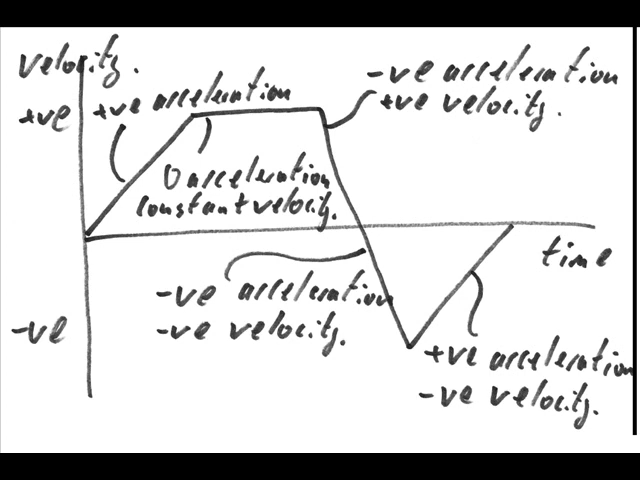 velocity.
+ve
+ve acceleration
-ve acceleration
+ve velocity.
0 acceleration
constant velocity.
time
-ve acceleration
-ve velocity.
-ve
+ve acceleration
-ve velocity.